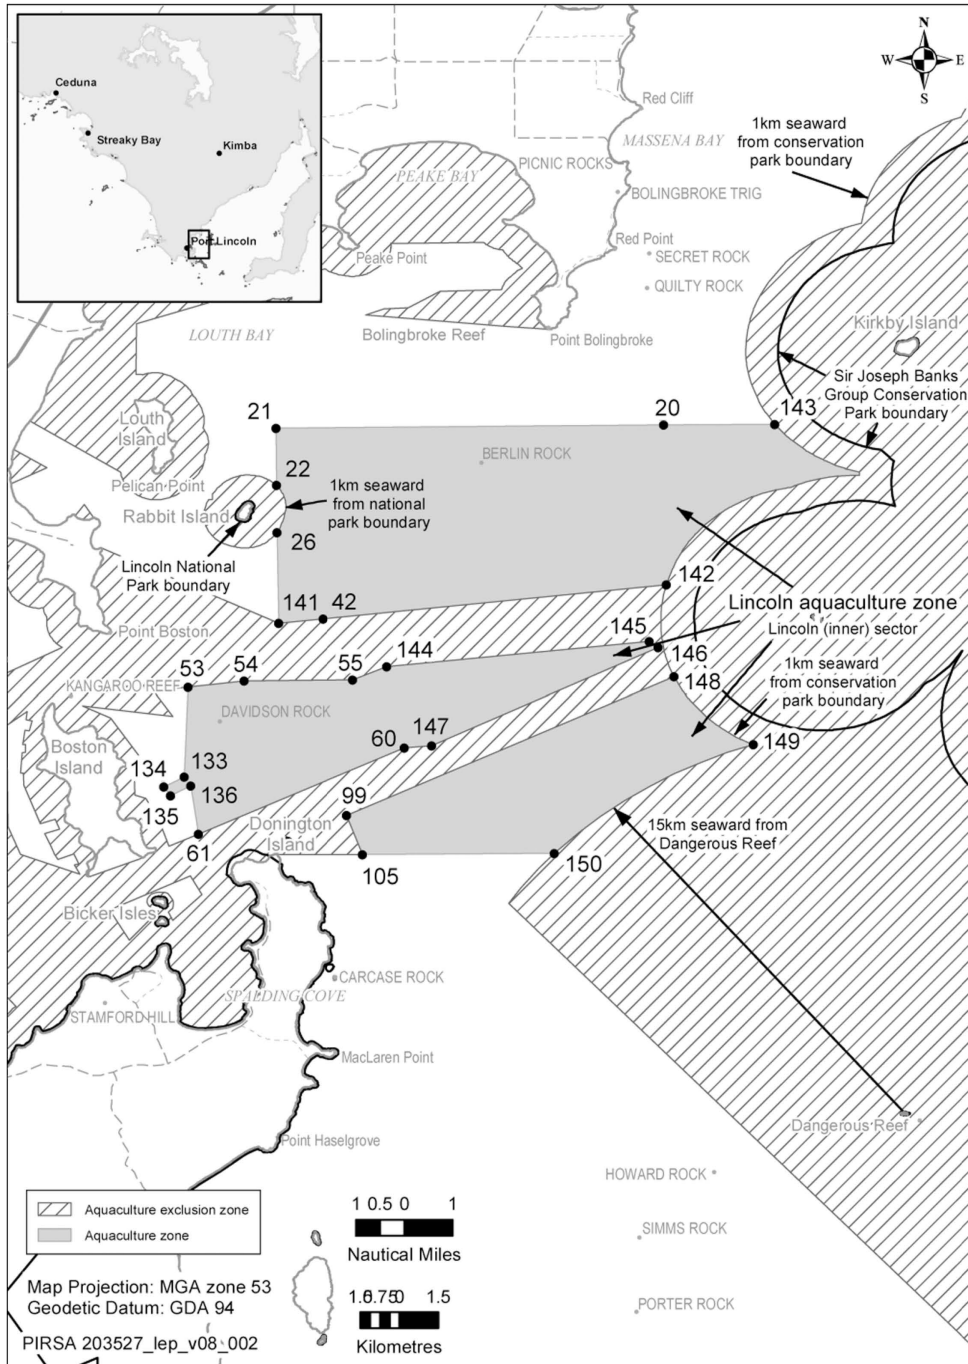 Ceduna
Streaky Bay
Kimba
Port Lincoln
N
W
E
S
Red Cliff
MASSENA BAY
1km seaward
from conservation
park boundary
PEAKE BAY
PICNIC ROCKS
BOLINGBROKE TRIG
Red Point
Peake Point
SECRET ROCK
QUILTY ROCK
LOUTH BAY
Bolingbroke Reef
Point Bolingbroke
Kirkby Island
Sir Joseph Banks
Group Conservation
Park boundary
21
20
143
Louth
Island
BERLIN ROCK
22
Pelican Point
Rabbit Island
1km seaward
from national
park boundary
26
Lincoln National
Park boundary
142
141
42
Lincoln aquaculture zone
Lincoln (inner) sector
Point Boston
145
146
144
53
54
55
148
1km seaward
from conservation
park boundary
KANGAROO REEF
DAVIDSON ROCK
Boston
Island
60
147
149
134
133
135
136
99
61
Donington
Island
15km seaward from
Dangerous Reef
105
150
Bicker Isles
CARCASE ROCK
SPALDING COVE
STAMFORD HILL
MacLaren Point
Dangerous Reef
Point Haselgrove
HOWARD ROCK
Aquaculture exclusion zone
Aquaculture zone
1 0.5 0 1
Nautical Miles
SIMMS ROCK
Map Projection: MGA zone 53
Geodetic Datum: GDA 94
1.50.750 1.5
Kilometres
PORTER ROCK
PIRSA 203527_lep_v08_002